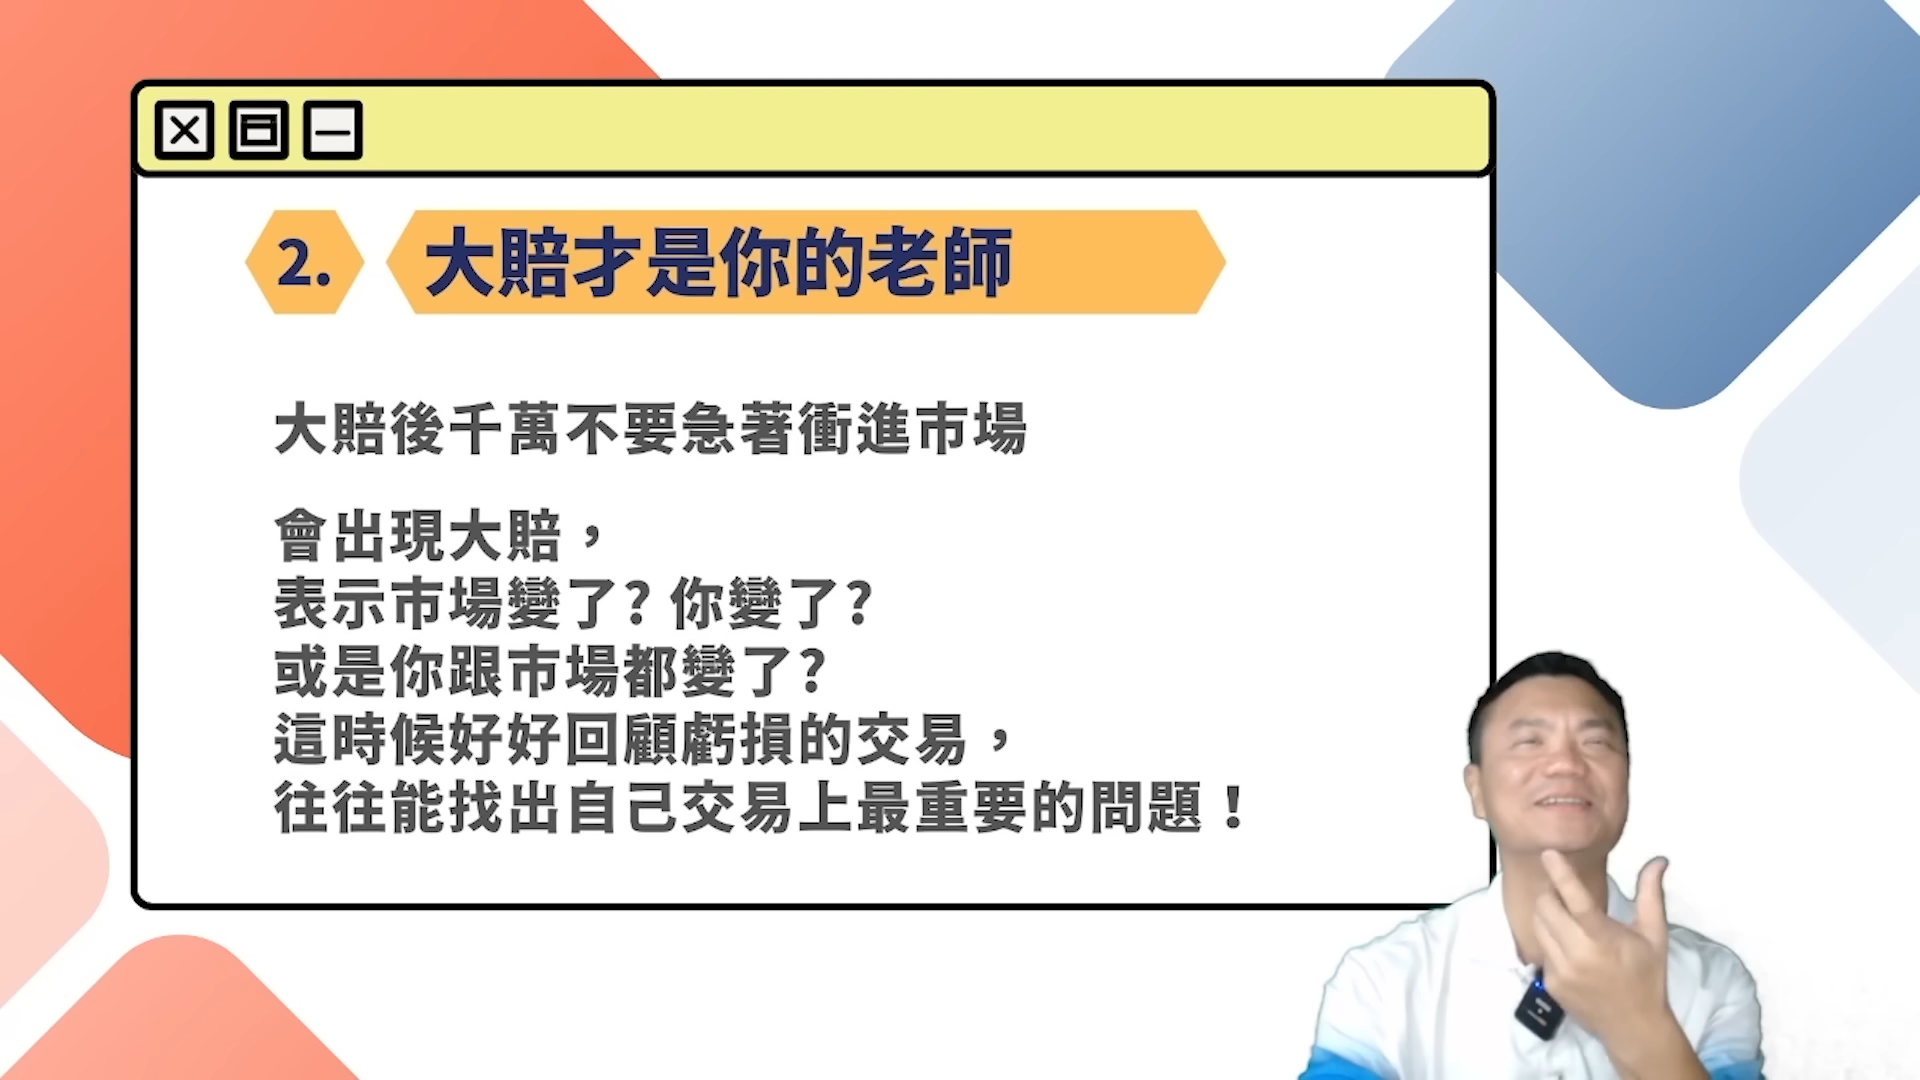 2. 大賠才是你的老師
大賠後千萬不要急著衝進市場
會出現大賠，
表示市場變了? 你變了?
或是你跟市場都變了?
這時候好好回顧虧損的交易，
往往能找出自己交易上最重要的問題！